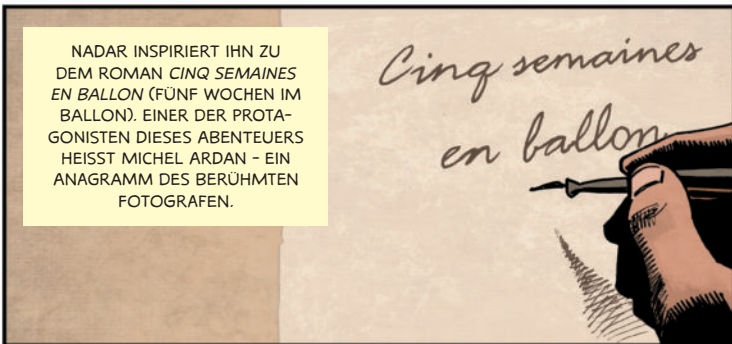 NADAR INSPIRIERT IHN ZU
DEM ROMAN CINQ SEMAINES
EN BALLON (FÜNF WOCHEN IM
BALLON). EINER DER PROTA-
GONISTEN DIESES ABENTEUERS
HEISST MICHEL ARDAN - EIN
ANAGRAMM DES BERÜHMTEN
FOTOGRAFEN.
Cinq semaines
en ballon